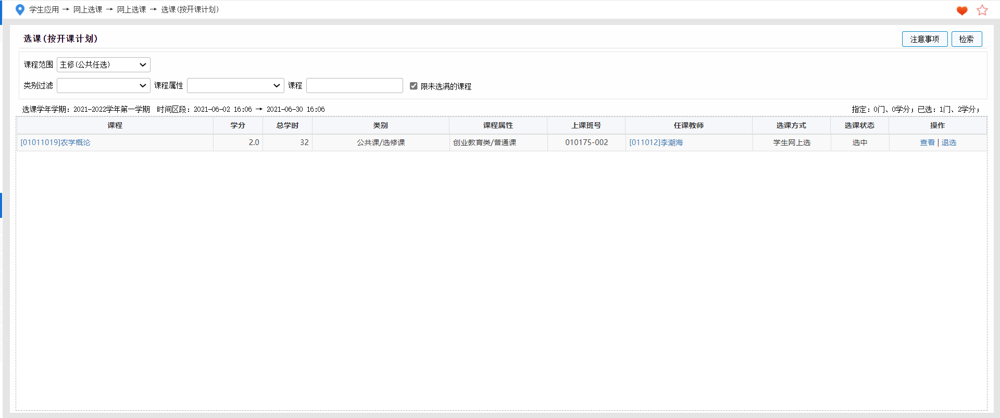 学生应用 → 网上选课 → 网上选课 → 选课(按开课计划)
选课(按开课计划)
注意事项 检索
课程范围 主修(公共任选)
类别过滤 课程属性 课程 限未选满的课程
选课学年学期：2021-2022学年第一学期 时间区段：2021-06-02 16:06 → 2021-06-30 16:06 指定：0门、0学分；已选：1门、2学分；
课程 学分 总学时 类别 课程属性 上课班号 任课教师 选课方式 选课状态 操作
[01011019]农学概论 2.0 32 公共课/选修课 创业教育类/普通课 010175-002 [011012]李潮海 学生网上选 选中 查看 | 退选